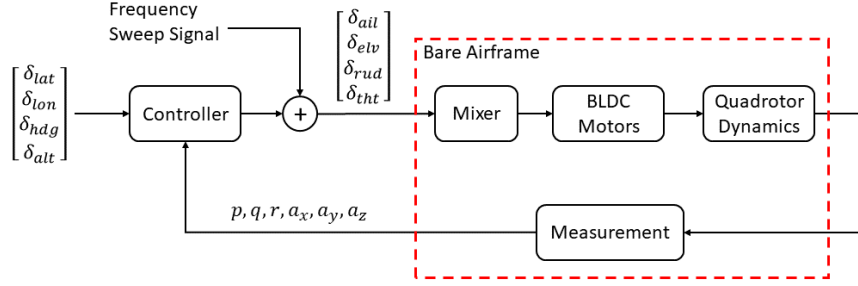 Frequency
Sweep Signal
δ_ail
δ_elv
δ_rud
δ_tht
Bare Airframe
δ_lat
δ_lon
δ_hdg
δ_alt
Controller
+
Mixer
BLDC
Motors
Quadrotor
Dynamics
p, q, r, a_x, a_y, a_z
Measurement